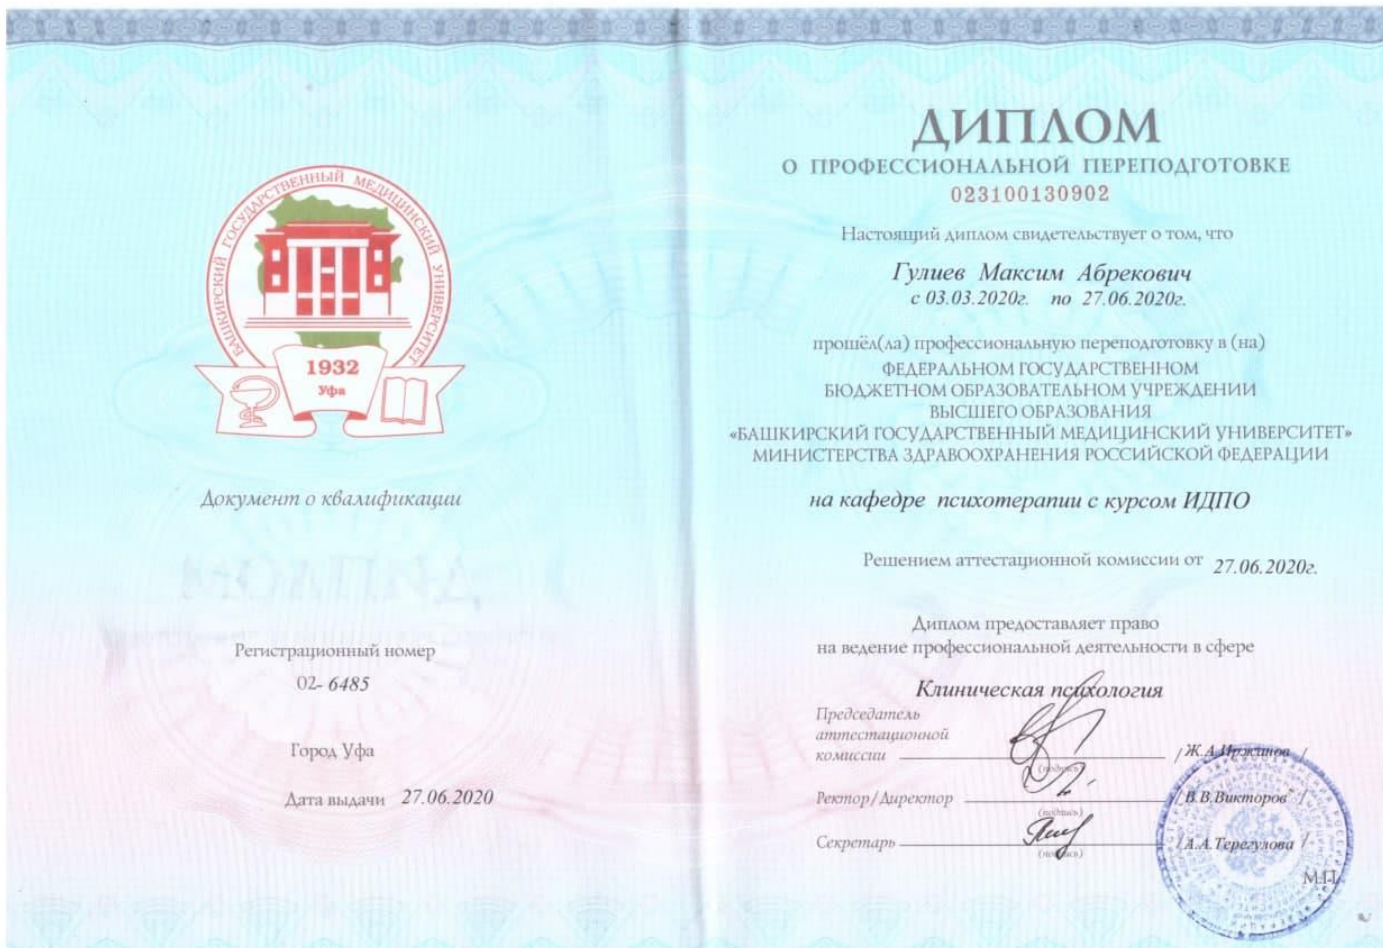 БАШКИРСКИЙ ГОСУДАРСТВЕННЫЙ МЕДИЦИНСКИЙ УНИВЕРСИТЕТ
1932
Уфа
Документ о квалификации
Регистрационный номер
02- 6485
Город Уфа
Дата выдачи 27.06.2020
ДИПЛОМ
О ПРОФЕССИОНАЛЬНОЙ ПЕРЕПОДГОТОВКЕ
023100130902
Настоящий диплом свидетельствует о том, что
Гулиев Максим Абрекович
с 03.03.2020г. по 27.06.2020г.
прошёл(ла) профессиональную переподготовку в (на)
ФЕДЕРАЛЬНОМ ГОСУДАРСТВЕННОМ
БЮДЖЕТНОМ ОБРАЗОВАТЕЛЬНОМ УЧРЕЖДЕНИИ
ВЫСШЕГО ОБРАЗОВАНИЯ
«БАШКИРСКИЙ ГОСУДАРСТВЕННЫЙ МЕДИЦИНСКИЙ УНИВЕРСИТЕТ»
МИНИСТЕРСТВА ЗДРАВООХРАНЕНИЯ РОССИЙСКОЙ ФЕДЕРАЦИИ
на кафедре психотерапии с курсом ИДПО
Решением аттестационной комиссии от 27.06.2020г.
Диплом предоставляет право
на ведение профессиональной деятельности в сфере
Клиническая психология
Председатель
аттестационной
комиссии / Ж.А.Иржанов /
(подпись)
Ректор/Директор / В.В.Викторов /
(подпись)
Секретарь / А.А.Терегулова /
(подпись)
М.П.